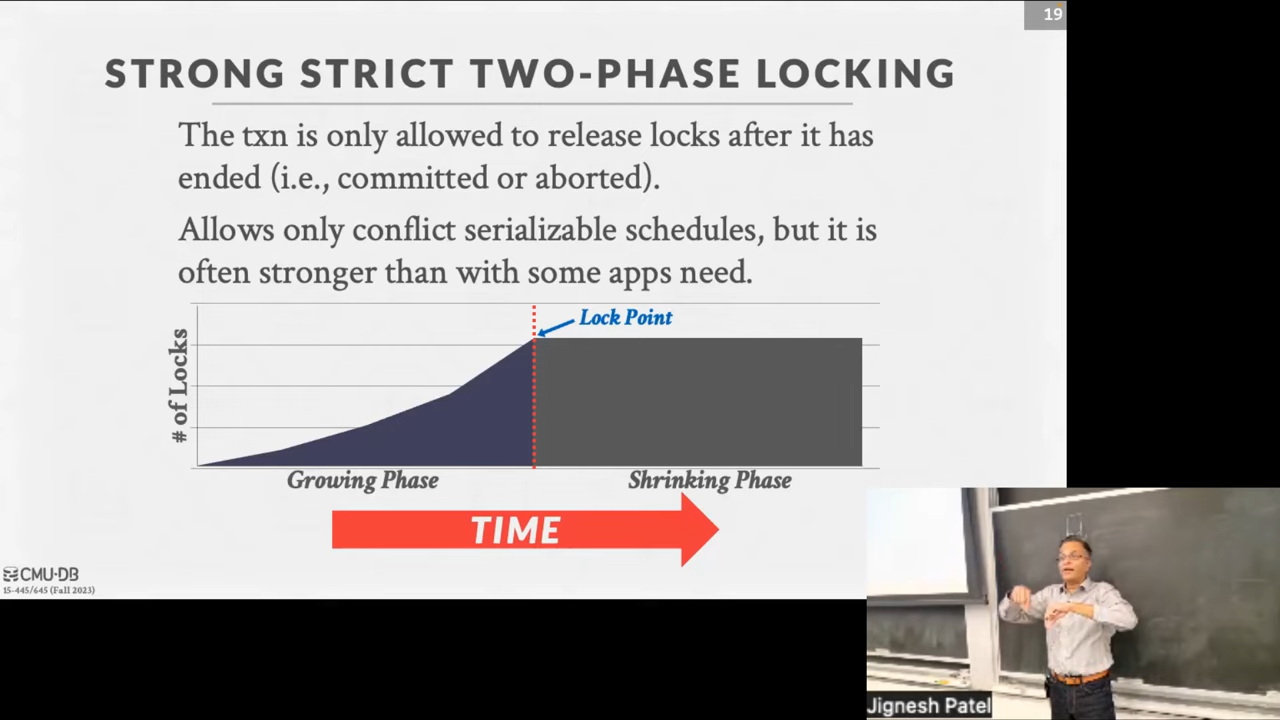 19
STRONG STRICT TWO-PHASE LOCKING
The txn is only allowed to release locks after it has
ended (i.e., committed or aborted).
Allows only conflict serializable schedules, but it is
often stronger than with some apps need.
Lock Point
# of Locks
Growing Phase
Shrinking Phase
TIME
CMU·DB
15-445/645 (Fall 2023)
Jignesh Patel